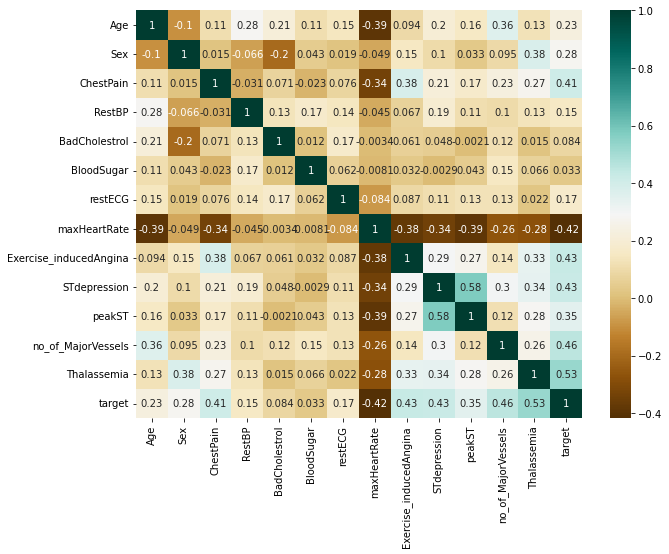 Age 1 -0.1 0.11 0.28 0.21 0.11 0.15 -0.39 0.094 0.2 0.16 0.36 0.13 0.23
Sex -0.1 1 0.015 -0.066 -0.2 0.043 0.019 -0.049 0.15 0.1 0.033 0.095 0.38 0.28
ChestPain 0.11 0.015 1 -0.031 0.071 -0.023 0.076 -0.34 0.38 0.21 0.17 0.23 0.27 0.41
RestBP 0.28 -0.066 -0.031 1 0.13 0.17 0.14 -0.045 0.067 0.19 0.11 0.1 0.13 0.15
BadCholestrol 0.21 -0.2 0.071 0.13 1 0.012 0.17 -0.0034 0.061 0.048 -0.0021 0.12 0.015 0.084
BloodSugar 0.11 0.043 -0.023 0.17 0.012 1 0.062 -0.0081 0.032 -0.0029 0.043 0.15 0.066 0.033
restECG 0.15 0.019 0.076 0.14 0.17 0.062 1 -0.084 0.087 0.11 0.13 0.13 0.022 0.17
maxHeartRate -0.39 -0.049 -0.34 -0.045 -0.0034 -0.0081 -0.084 1 -0.38 -0.34 -0.39 -0.26 -0.28 -0.42
Exercise_inducedAngina 0.094 0.15 0.38 0.067 0.061 0.032 0.087 -0.38 1 0.29 0.27 0.14 0.33 0.43
STdepression 0.2 0.1 0.21 0.19 0.048 -0.0029 0.11 -0.34 0.29 1 0.58 0.3 0.34 0.43
peakST 0.16 0.033 0.17 0.11 -0.0021 0.043 0.13 -0.39 0.27 0.58 1 0.12 0.28 0.35
no_of_MajorVessels 0.36 0.095 0.23 0.1 0.12 0.15 0.13 -0.26 0.14 0.3 0.12 1 0.26 0.46
Thalassemia 0.13 0.38 0.27 0.13 0.015 0.066 0.022 -0.28 0.33 0.34 0.28 0.26 1 0.53
target 0.23 0.28 0.41 0.15 0.084 0.033 0.17 -0.42 0.43 0.43 0.35 0.46 0.53 1
Age
Sex
ChestPain
RestBP
BadCholestrol
BloodSugar
restECG
maxHeartRate
Exercise_inducedAngina
STdepression
peakST
no_of_MajorVessels
Thalassemia
target
1.0
0.8
0.6
0.4
0.2
0.0
-0.2
-0.4